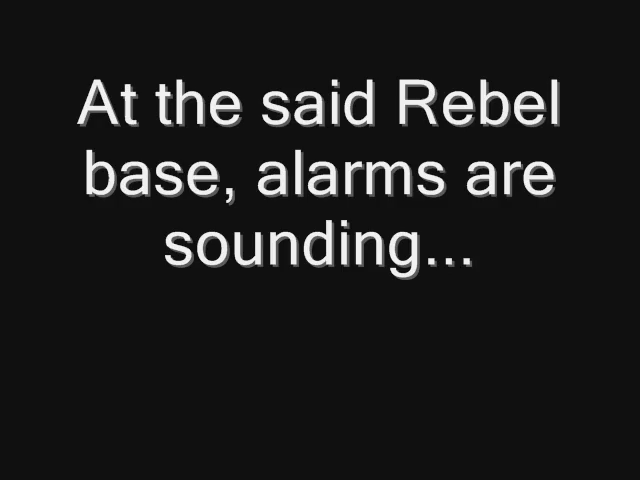 At the said Rebel
base, alarms are
sounding...